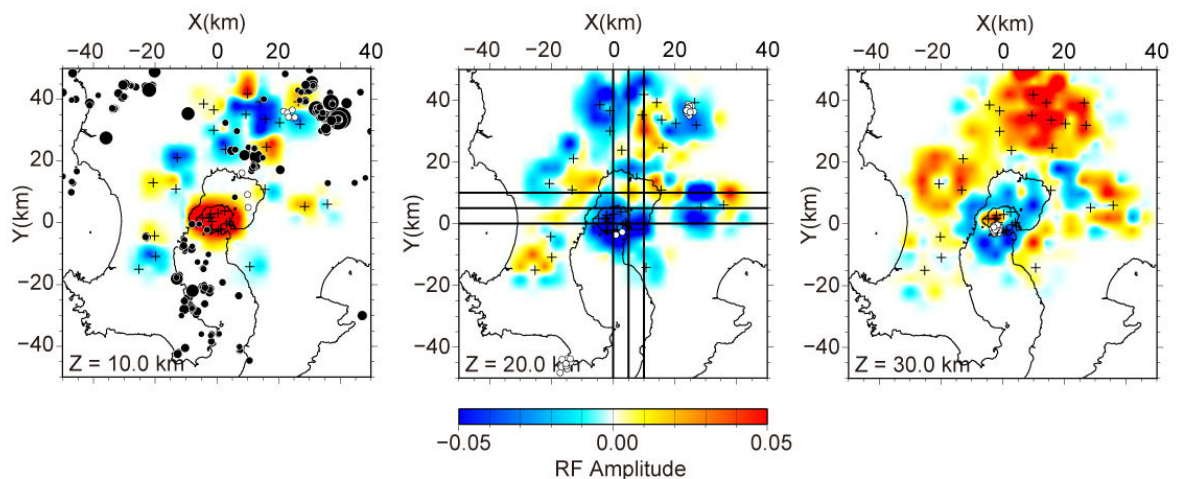 X(km) X(km) X(km)
−40 −20 0 20 40 −40 −20 0 20 40 −40 −20 0 20 40
40 40 40
20 20 20
Y(km) 0 Y(km) 0 Y(km) 0
−20 −20 −20
−40 −40 −40
Z = 10.0 km Z = 20.0 km Z = 30.0 km
−0.05 0.00 0.05
RF Amplitude